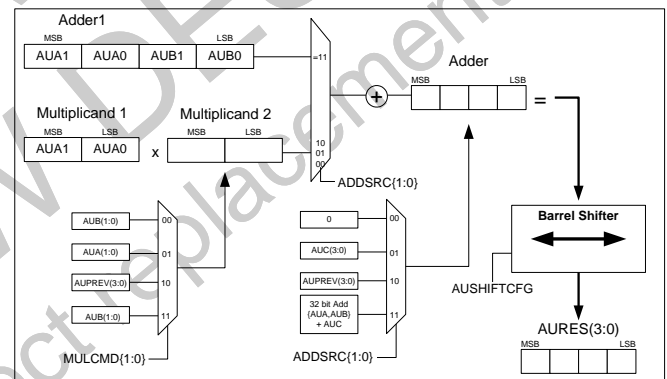 Adder1
MSB LSB
AUA1 AUA0 AUB1 AUB0
=11
Adder
MSB LSB
+ =
Multiplicand 1 Multiplicand 2
MSB LSB MSB LSB
AUA1 AUA0 x
10
01
00
ADDSRC{1:0}
AUB(1:0) 00
AUA(1:0) 01
AUPREV(3:0) 10
AUB(1:0) 11
MULCMD{1:0}
0 00
AUC(3:0) 01
AUPREV(3:0) 10
32 bit Add
{AUA,AUB}
+ AUC
11
ADDSRC{1:0}
Barrel Shifter
AUSHIFTCFG
AURES(3:0)
MSB LSB